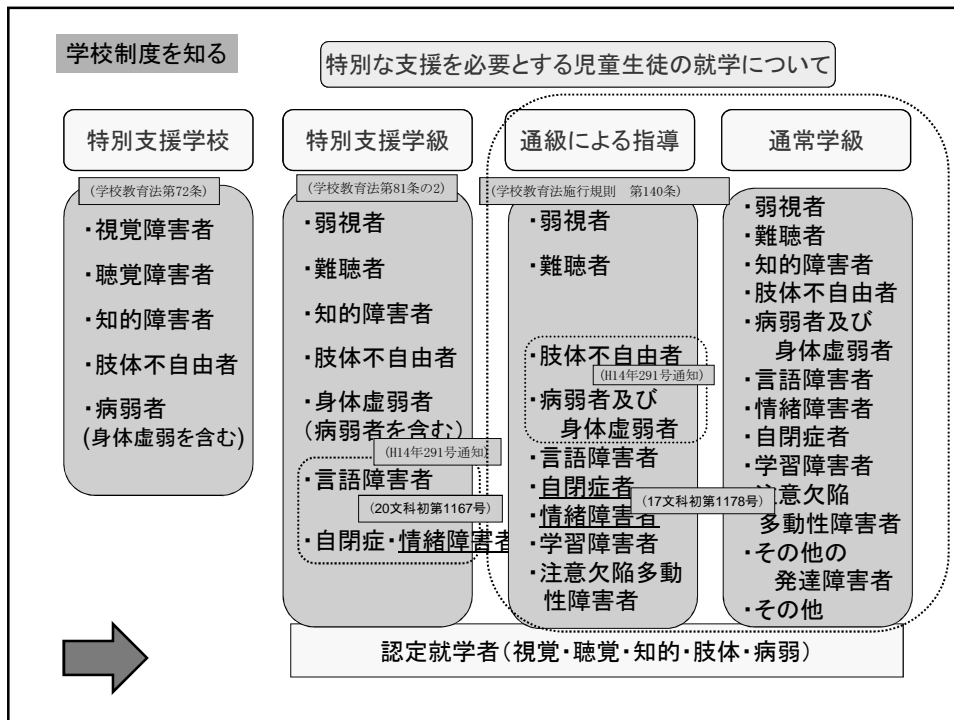 学校制度を知る
特別な支援を必要とする児童生徒の就学について
特別支援学校
(学校教育法第72条)
・視覚障害者
・聴覚障害者
・知的障害者
・肢体不自由者
・病弱者
(身体虚弱を含む)
特別支援学級
(学校教育法第81条の2)
・弱視者
・難聴者
・知的障害者
・肢体不自由者
・身体虚弱者
(病弱者を含む)
(H14年291号通知)
・言語障害者
(20文科初第1167号)
・自閉症・情緒障害者
通級による指導
(学校教育法施行規則 第140条)
・弱視者
・難聴者
・肢体不自由者
(H14年291号通知)
・病弱者及び
身体虚弱者
・言語障害者
・自閉症者
(17文科初第1178号)
・情緒障害者
・学習障害者
・注意欠陥多動
性障害者
通常学級
・弱視者
・難聴者
・知的障害者
・肢体不自由者
・病弱者及び
身体虚弱者
・言語障害者
・情緒障害者
・自閉症者
・学習障害者
・注意欠陥
多動性障害者
・その他の
発達障害者
・その他
認定就学者(視覚・聴覚・知的・肢体・病弱)